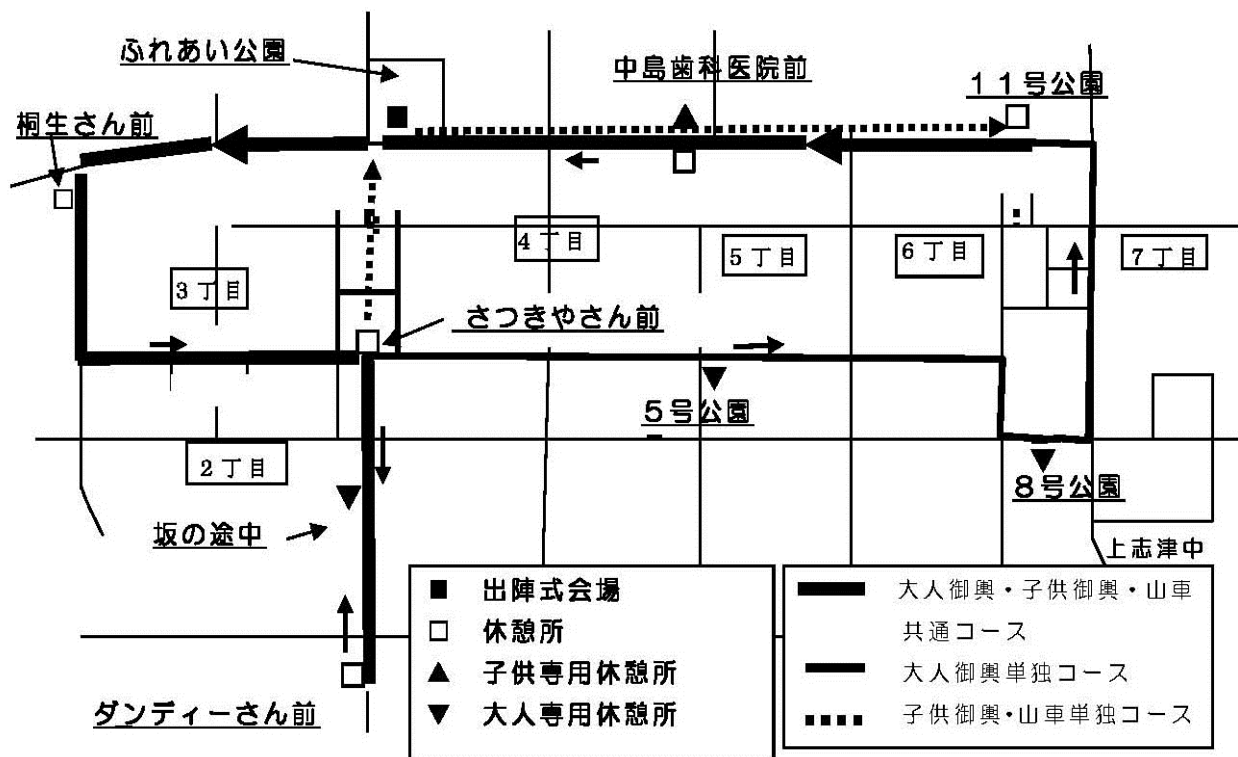 ふれあい公園
中島歯科医院前
11号公園
桐生さん前
4丁目
5丁目
6丁目
7丁目
3丁目
さつきやさん前
5号公園
2丁目
8号公園
坂の途中
上志津中
■ 出陣式会場
□ 休憩所
▲ 子供専用休憩所
▼ 大人専用休憩所
大人御輿・子供御輿・山車
共通コース
大人御輿単独コース
子供御輿・山車単独コース
ダンディーさん前